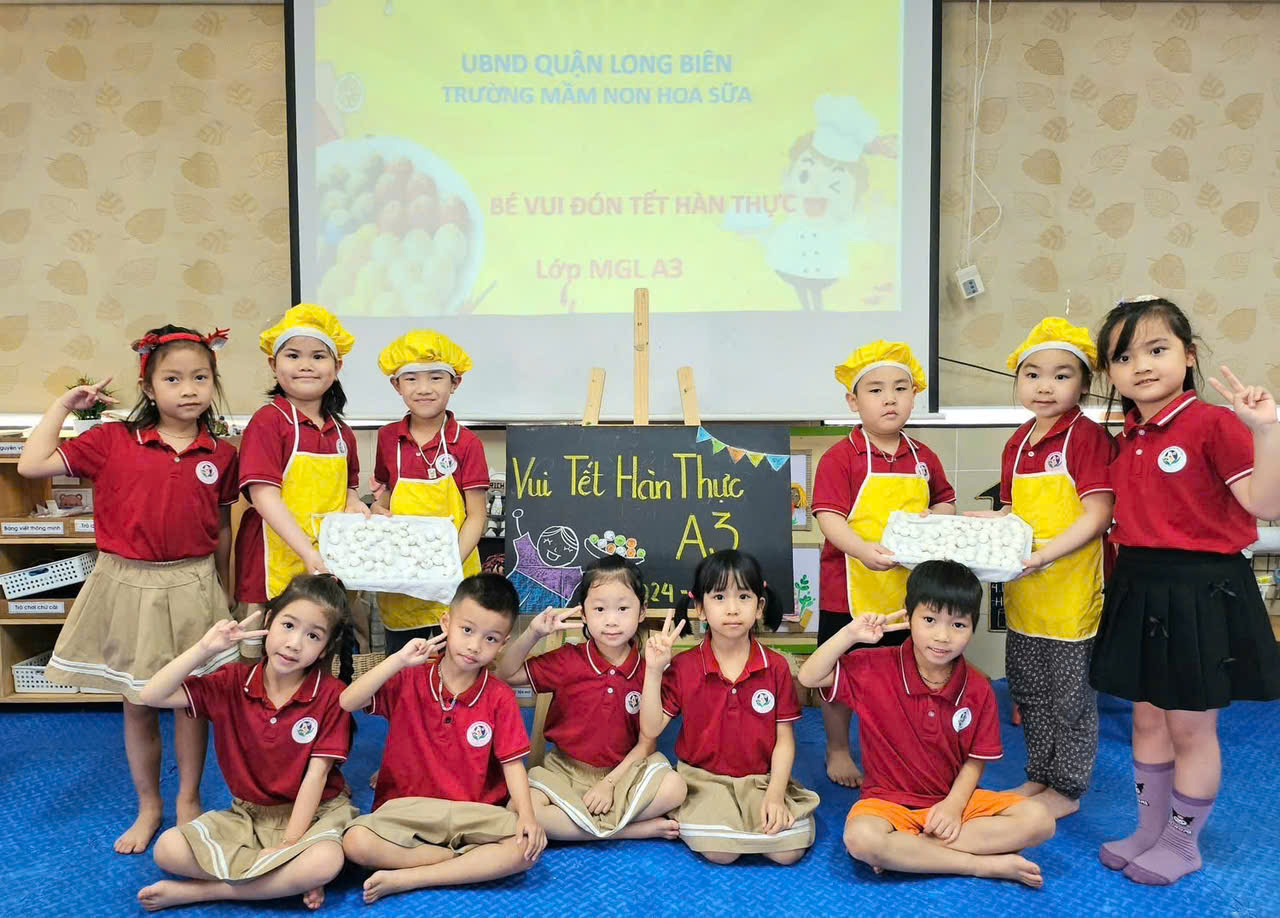 UBND QUẬN LONG BIÊN
TRƯỜNG MẦM NON HOA SỮA
BÉ VUI ĐÓN TẾT HÀN THỰC
Lớp MGL A3
Vui Tết Hàn Thực
A3
Bảng thông minh
Trò chơi chữ cái